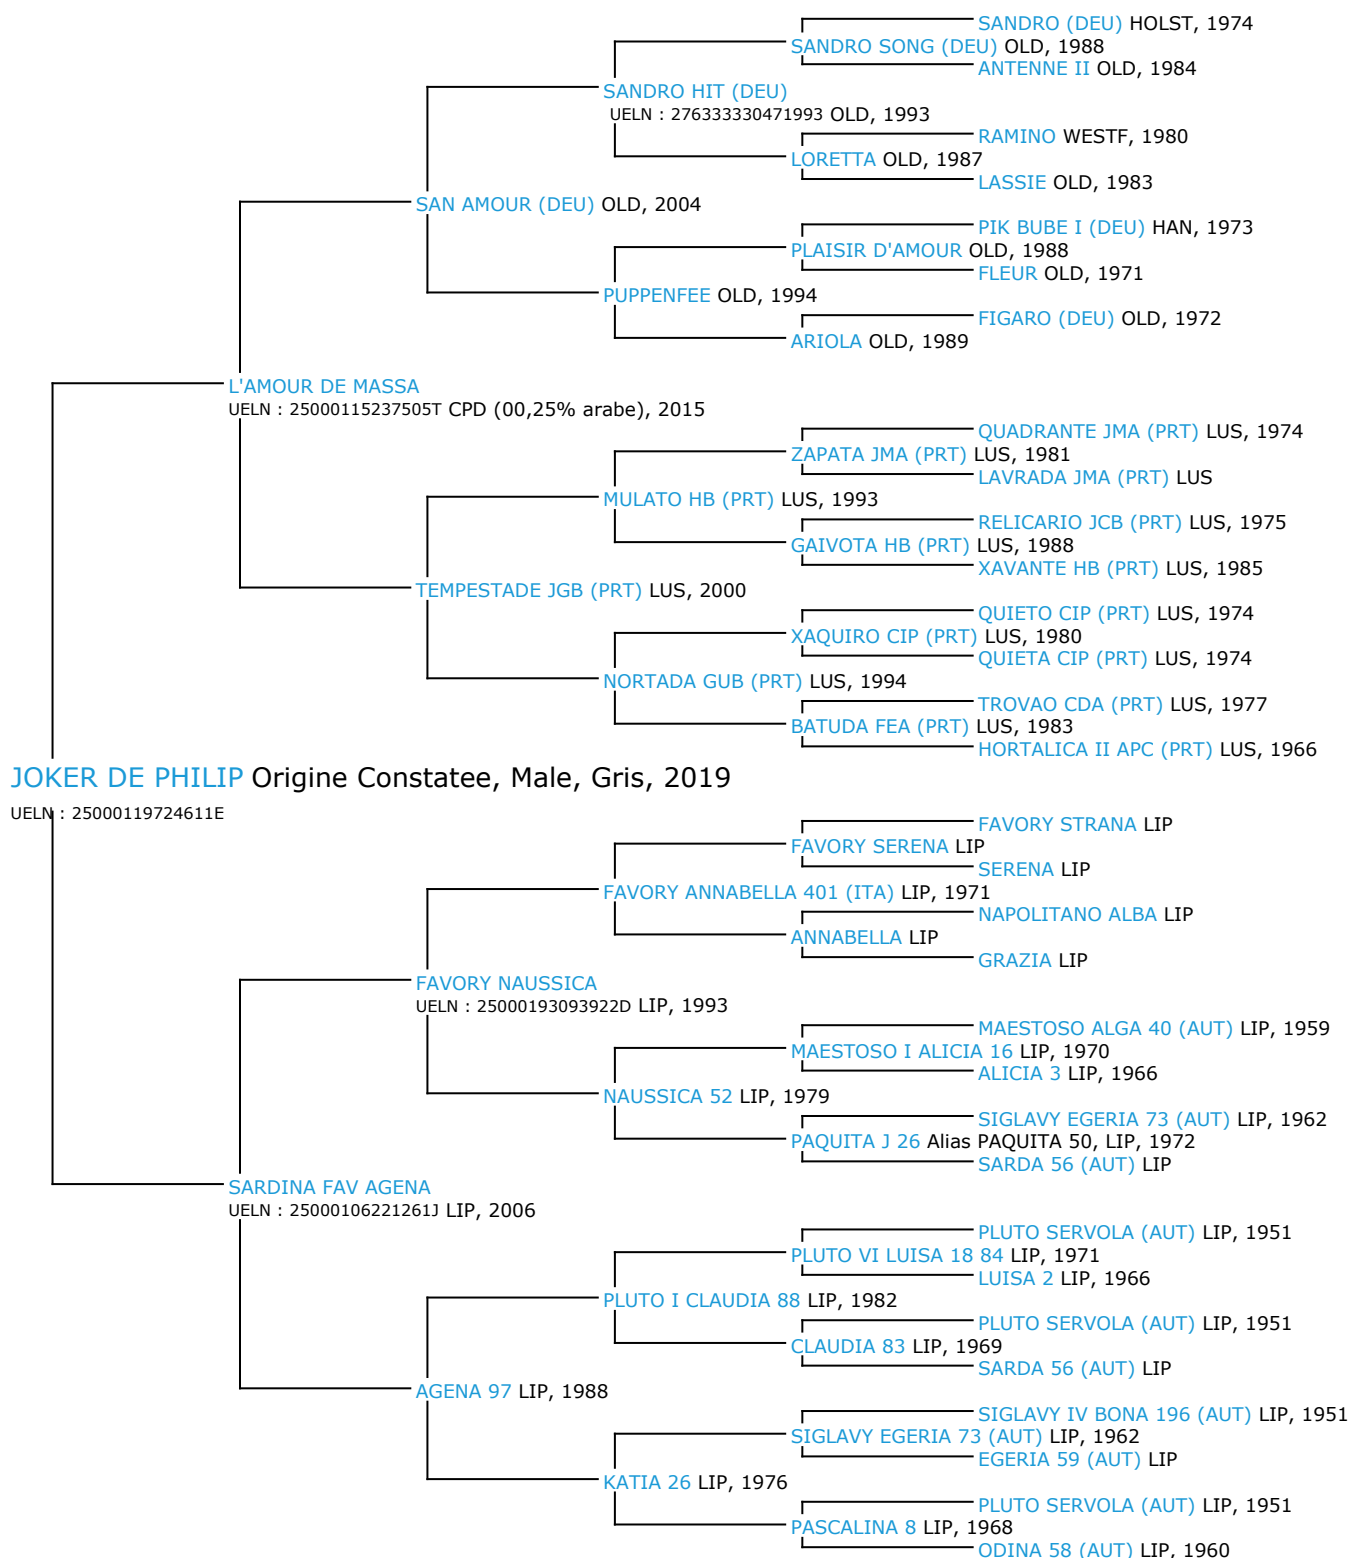 SANDRO (DEU) HOLST, 1974
SANDRO SONG (DEU) OLD, 1988
ANTENNE II OLD, 1984
SANDRO HIT (DEU)
UELN : 276333330471993 OLD, 1993
RAMINO WESTF, 1980
LORETTA OLD, 1987
LASSIE OLD, 1983
SAN AMOUR (DEU) OLD, 2004
PIK BUBE I (DEU) HAN, 1973
PLAISIR D'AMOUR OLD, 1988
FLEUR OLD, 1971
PUPPENFEE OLD, 1994
FIGARO (DEU) OLD, 1972
ARIOLA OLD, 1989
L'AMOUR DE MASSA
UELN : 25000115237505T CPD (00,25% arabe), 2015
QUADRANTE JMA (PRT) LUS, 1974
ZAPATA JMA (PRT) LUS, 1981
LAVRADA JMA (PRT) LUS
MULATO HB (PRT) LUS, 1993
RELICARIO JCB (PRT) LUS, 1975
GAIVOTA HB (PRT) LUS, 1988
XAVANTE HB (PRT) LUS, 1985
TEMPESTADE JGB (PRT) LUS, 2000
QUIETO CIP (PRT) LUS, 1974
XAQUIRO CIP (PRT) LUS, 1980
QUIETA CIP (PRT) LUS, 1974
NORTADA GUB (PRT) LUS, 1994
TROVAO CDA (PRT) LUS, 1977
BATUDA FEA (PRT) LUS, 1983
HORTALICA II APC (PRT) LUS, 1966
JOKER DE PHILIP Origine Constatee, Male, Gris, 2019
UELN : 25000119724611E
FAVORY STRANA LIP
FAVORY SERENA LIP
SERENA LIP
FAVORY ANNABELLA 401 (ITA) LIP, 1971
NAPOLITANO ALBA LIP
ANNABELLA LIP
GRAZIA LIP
FAVORY NAUSSICA
UELN : 25000193093922D LIP, 1993
MAESTOSO ALGA 40 (AUT) LIP, 1959
MAESTOSO I ALICIA 16 LIP, 1970
ALICIA 3 LIP, 1966
NAUSSICA 52 LIP, 1979
SIGLAVY EGERIA 73 (AUT) LIP, 1962
PAQUITA J 26 Alias PAQUITA 50, LIP, 1972
SARDA 56 (AUT) LIP
SARDINA FAV AGENA
UELN : 25000106221261J LIP, 2006
PLUTO SERVOLA (AUT) LIP, 1951
PLUTO VI LUISA 18 84 LIP, 1971
LUISA 2 LIP, 1966
PLUTO I CLAUDIA 88 LIP, 1982
PLUTO SERVOLA (AUT) LIP, 1951
CLAUDIA 83 LIP, 1969
SARDA 56 (AUT) LIP
AGENA 97 LIP, 1988
SIGLAVY IV BONA 196 (AUT) LIP, 1951
SIGLAVY EGERIA 73 (AUT) LIP, 1962
EGERIA 59 (AUT) LIP
KATIA 26 LIP, 1976
PLUTO SERVOLA (AUT) LIP, 1951
PASCALINA 8 LIP, 1968
ODINA 58 (AUT) LIP, 1960